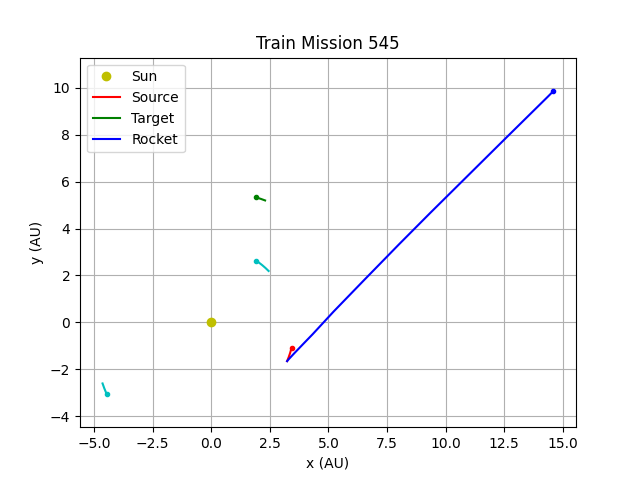 Train Mission 545
Sun
Source
Target
Rocket
10
8
6
4
2
0
−2
−4
y (AU)
−5.0 −2.5 0.0 2.5 5.0 7.5 10.0 12.5 15.0
x (AU)